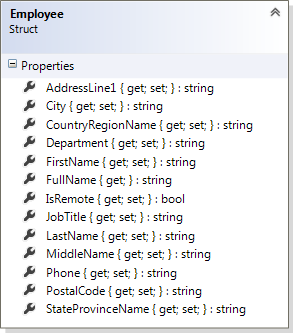 Employee
Struct
Properties
AddressLine1 { get; set; } : string
City { get; set; } : string
CountryRegionName { get; set; } : string
Department { get; set; } : string
FirstName { get; set; } : string
FullName { get; } : string
IsRemote { get; set; } : bool
JobTitle { get; set; } : string
LastName { get; set; } : string
MiddleName { get; set; } : string
Phone { get; set; } : string
PostalCode { get; set; } : string
StateProvinceName { get; set; } : string